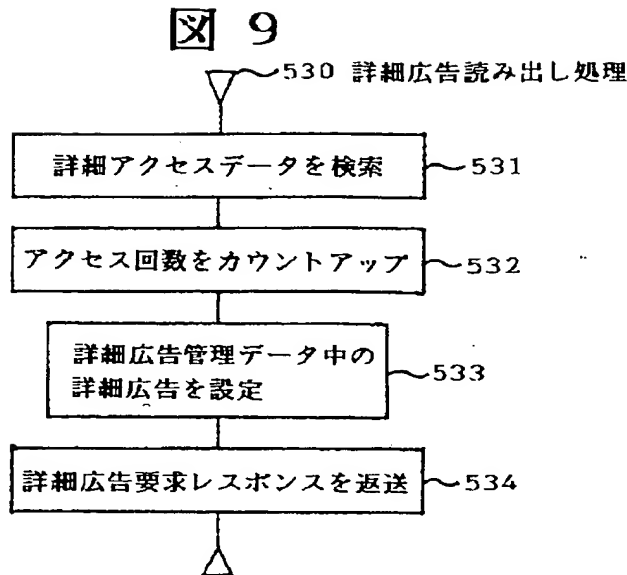 図 9
530 詳細広告読み出し処理
詳細アクセスデータを検索 531
アクセス回数をカウントアップ 532
詳細広告管理データ中の
詳細広告を設定 533
詳細広告要求レスポンスを返送 534